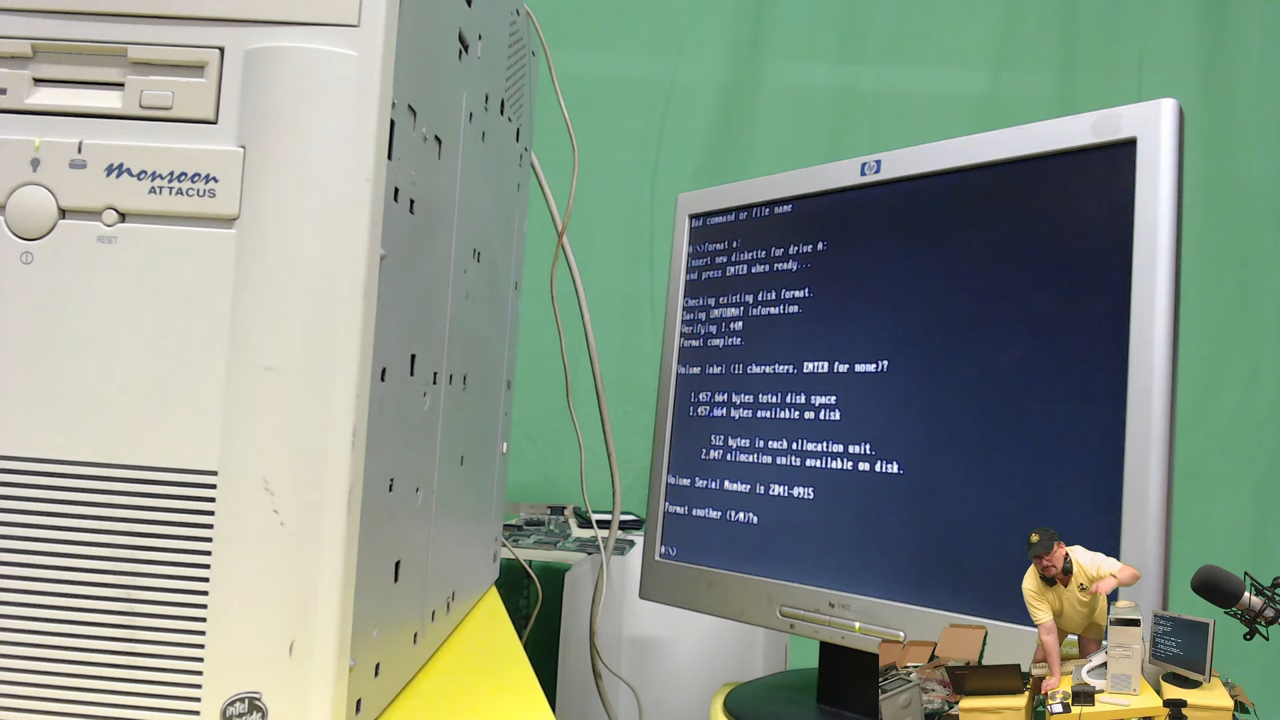 Monsoon
ATTACUS
RESET
intel
hp
Bad command or file name
A:\>format a:
Insert new diskette for drive A:
and press ENTER when ready...
Checking existing disk format.
Saving UNFORMAT information.
Verifying 1.44M
Format complete.
Volume label (11 characters, ENTER for none)?
1,457,664 bytes total disk space
1,457,664 bytes available on disk
512 bytes in each allocation unit.
2,847 allocation units available on disk.
Volume Serial Number is 2D41-0915
Format another (Y/N)?n
A:\>
hp